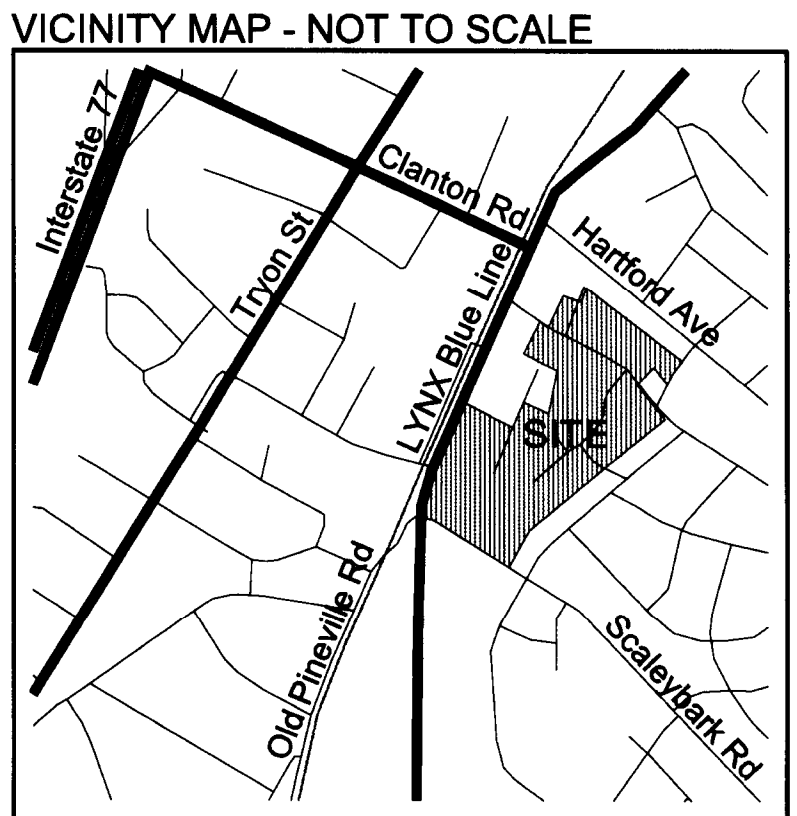 VICINITY MAP - NOT TO SCALE
Interstate 77
Clanton Rd
Tryon St
Hartford Ave
LYNX Blue Line
SITE
Old Pineville Rd
Scaleybark Rd